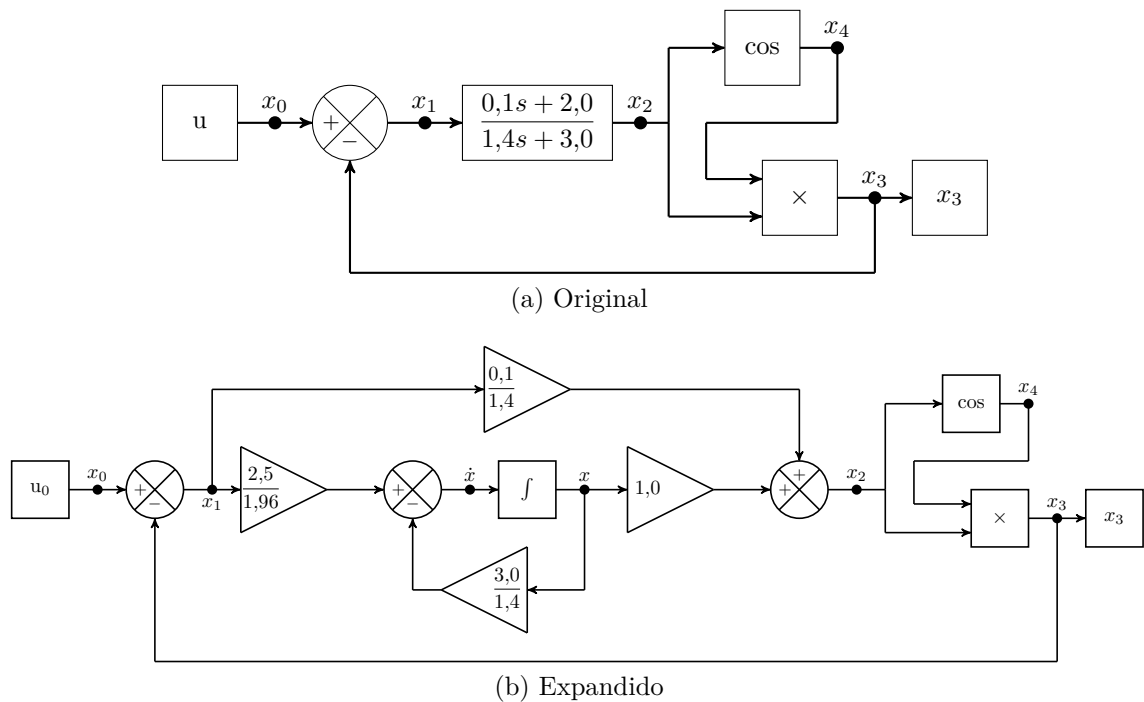 cos
x₄
u
x₀
+
−
x₁
0,1s + 2,0
1,4s + 3,0
x₂
×
x₃
x₃
(a) Original
0,1
1,4
cos
x₄
u₀
x₀
+
−
x₁
2,5
1,96
+
−
ẋ
∫
x
1,0
+
+
x₂
×
x₃
x₃
3,0
1,4
(b) Expandido